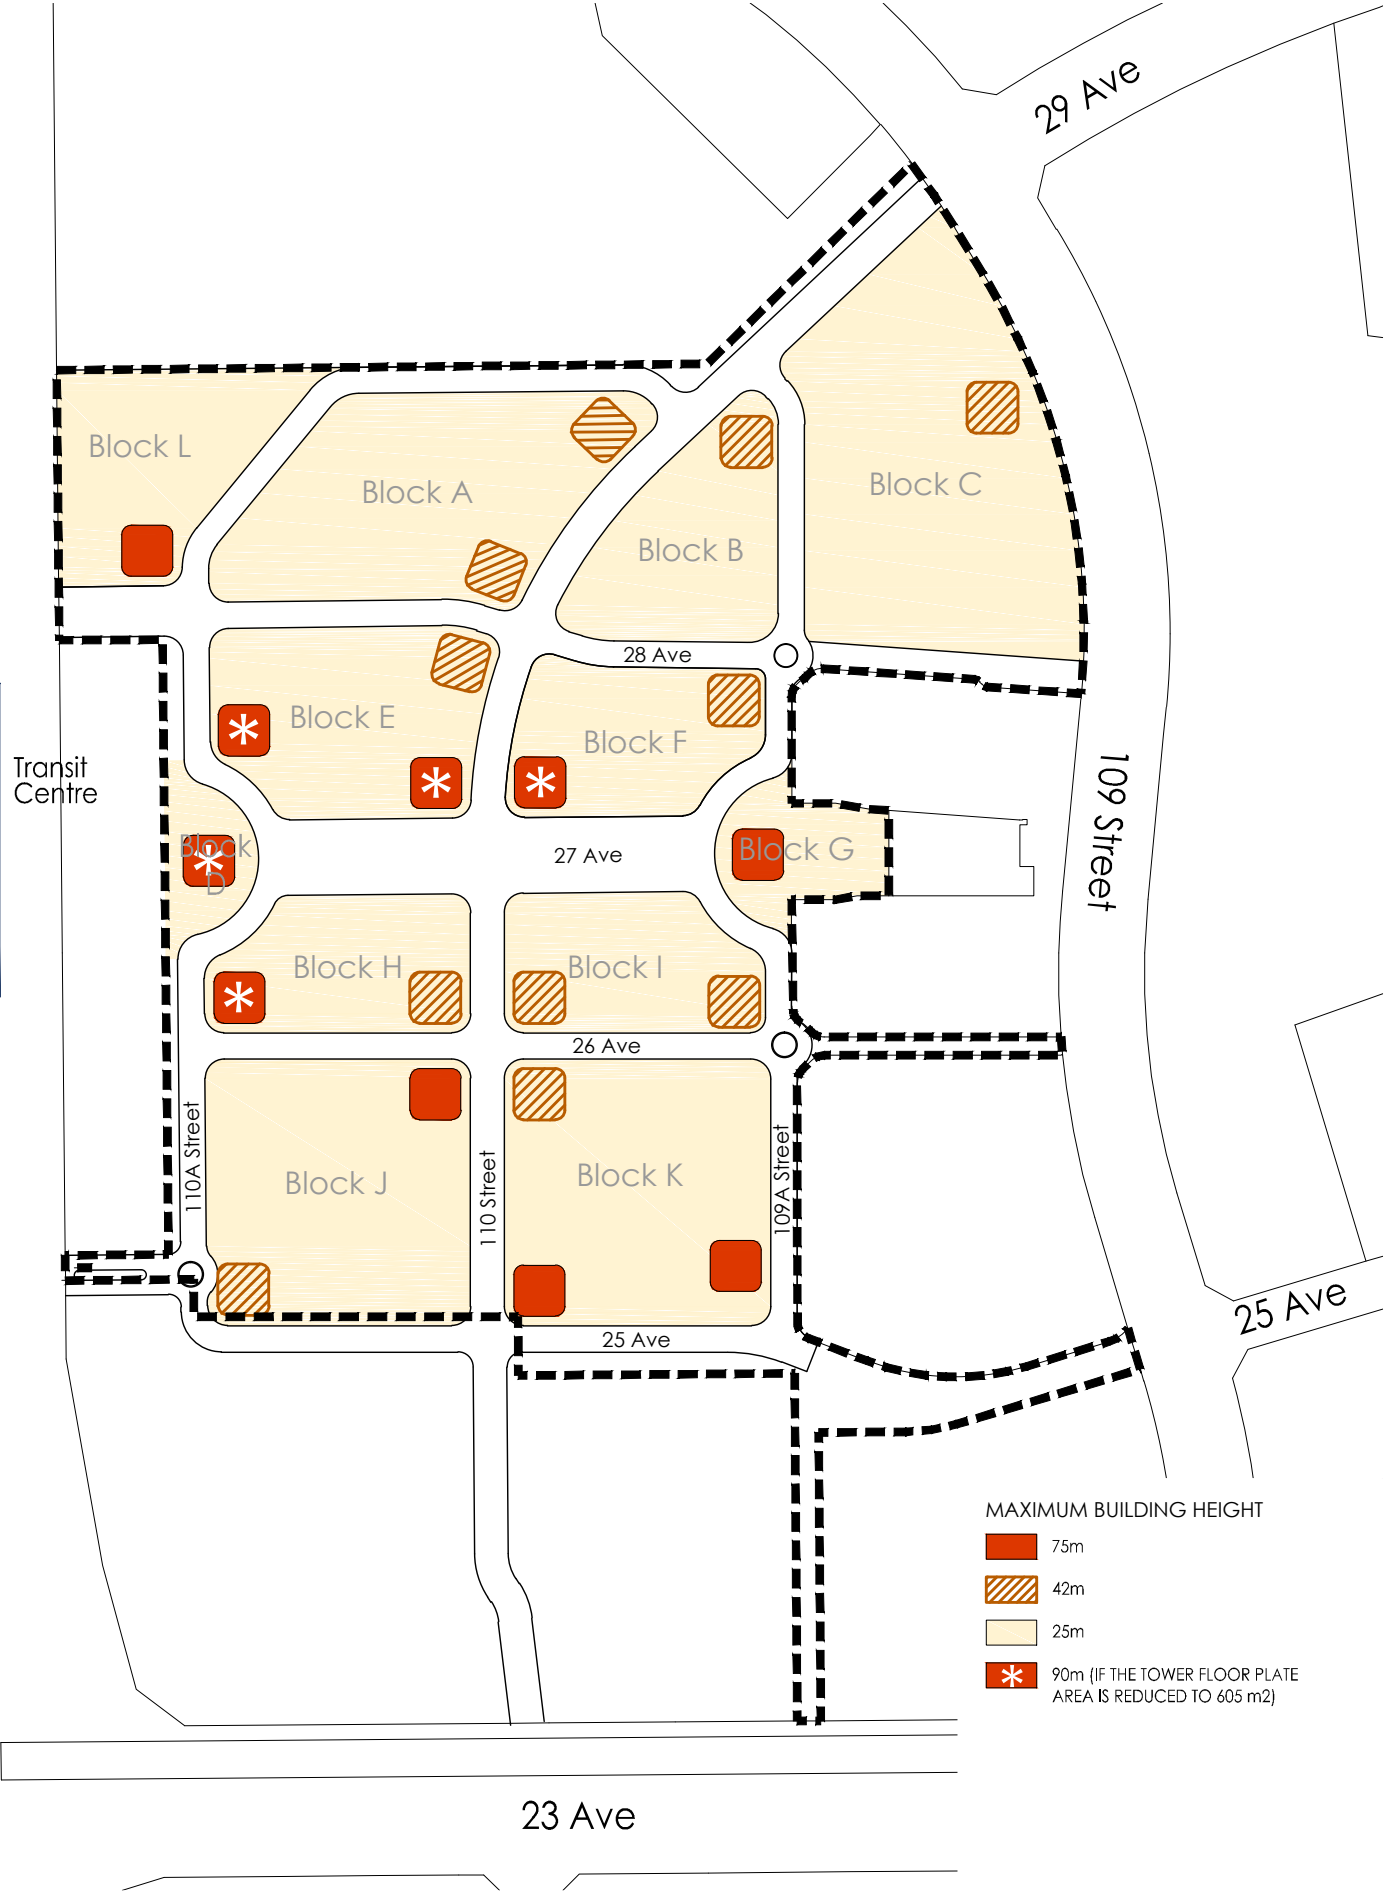 29 Ave
Block L
Block A
Block C
Block B
28 Ave
Block E
Block F
Transit
Centre
109 Street
Block
D
27 Ave
Block G
Block H
Block I
26 Ave
110A Street
110 Street
109A Street
Block J
Block K
25 Ave
25 Ave
MAXIMUM BUILDING HEIGHT
75m
42m
25m
90m (IF THE TOWER FLOOR PLATE
AREA IS REDUCED TO 605 m2)
23 Ave